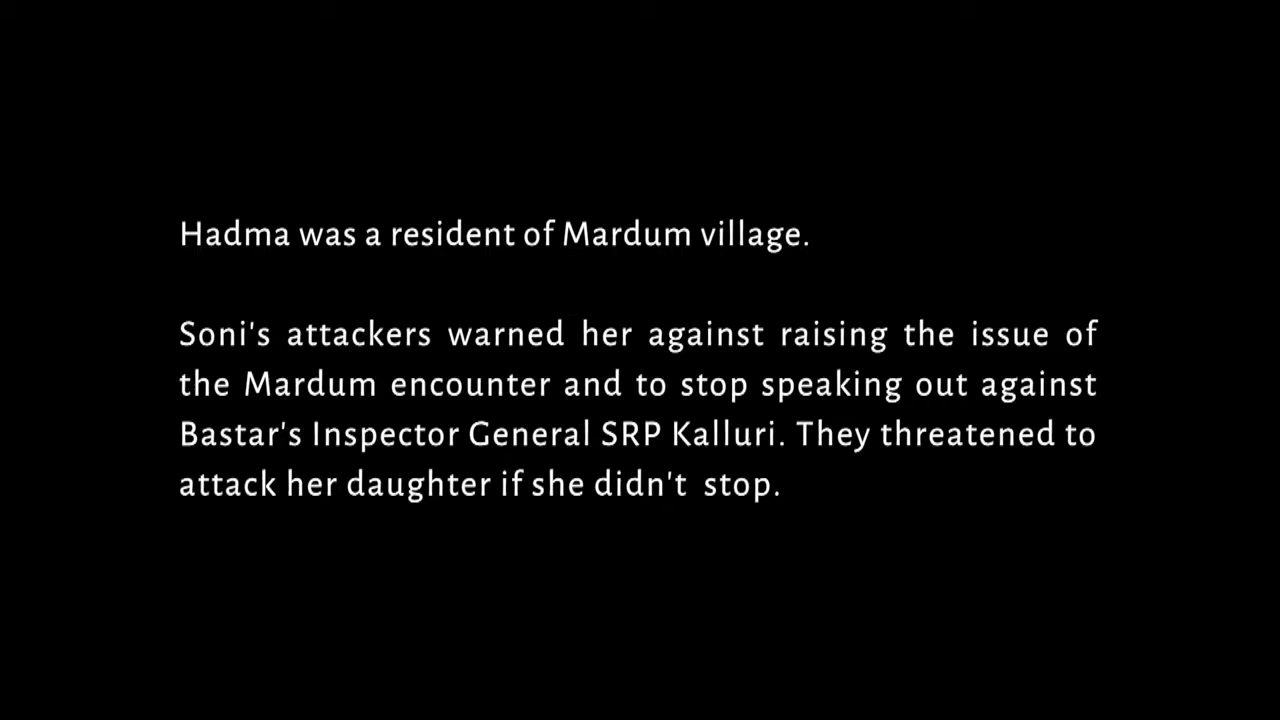 Hadma was a resident of Mardum village.
Soni's attackers warned her against raising the issue of
the Mardum encounter and to stop speaking out against
Bastar's Inspector General SRP Kalluri. They threatened to
attack her daughter if she didn't stop.